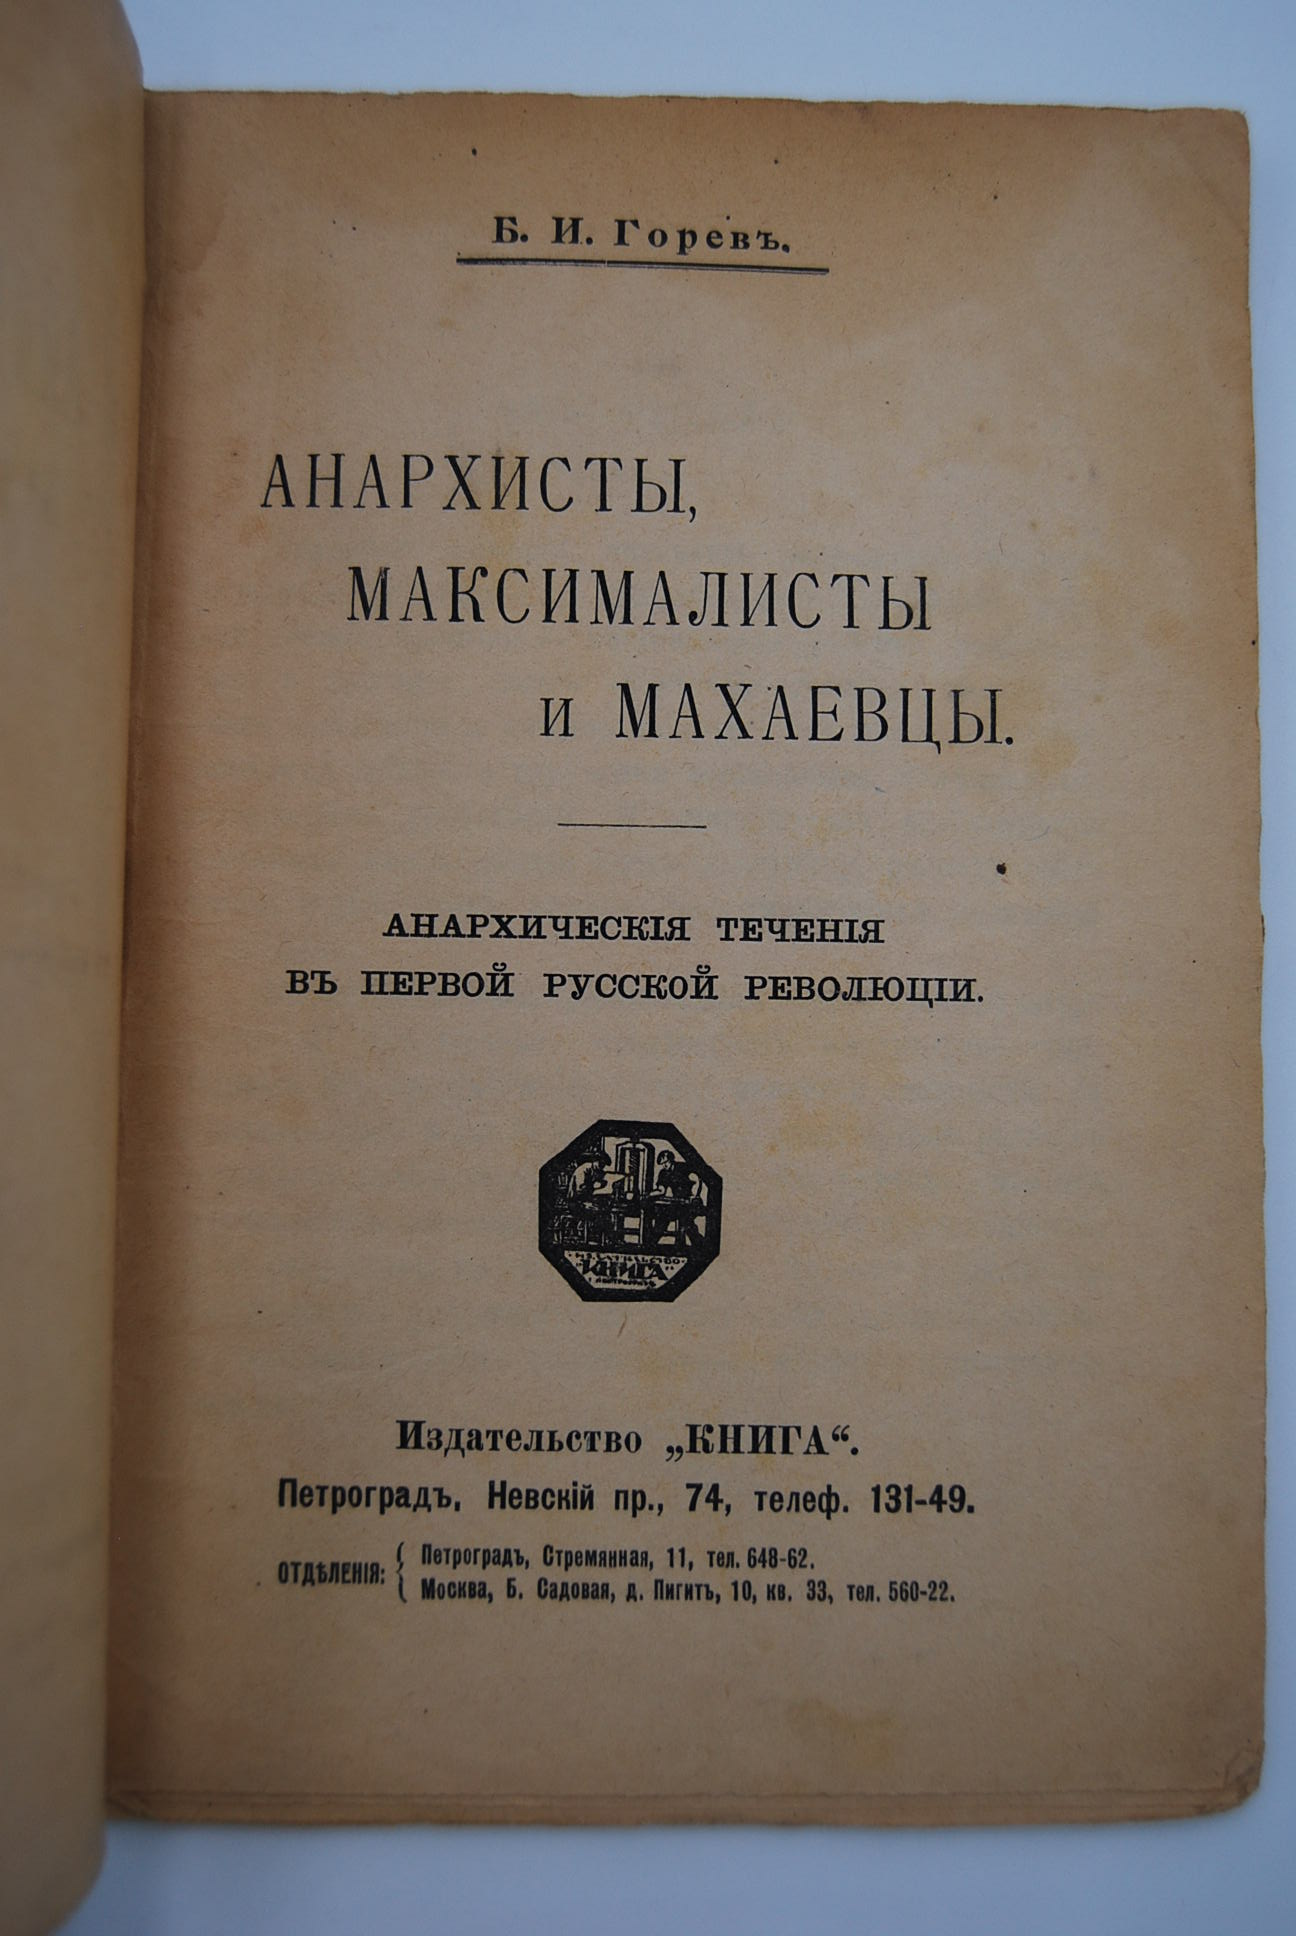 Б. И. Горевъ.
АНАРХИСТЫ,
МАКСИМАЛИСТЫ
и МАХАЕВЦЫ.
АНАРХИЧЕСКІЯ ТЕЧЕНІЯ
ВЪ ПЕРВОЙ РУССКОЙ РЕВОЛЮЦІИ.
ИЗДАТЕЛЬСТВО
"КНИГА"
Издательство „КНИГА“.
Петроградъ, Невскій пр., 74, телеф. 131-49.
ОТДѢЛЕНІЯ: { Петроградъ, Стремянная, 11, тел. 648-62.
Москва, Б. Садовая, д. Пигитъ, 10, кв. 33, тел. 560-22.